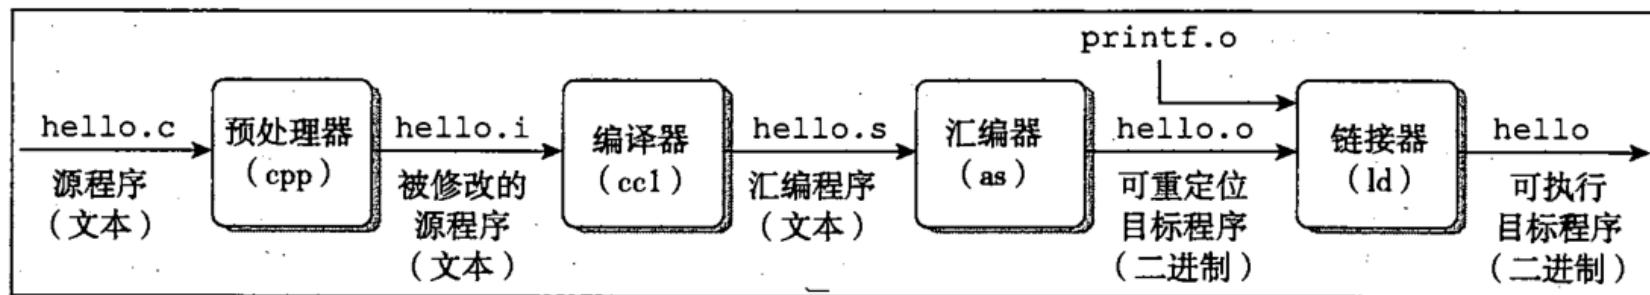 printf.o
hello.c
预处理器
(cpp)
hello.i
编译器
(cc1)
hello.s
汇编器
(as)
hello.o
链接器
(ld)
hello
源程序
(文本)
被修改的
源程序
(文本)
汇编程序
(文本)
可重定位
目标程序
(二进制)
可执行
目标程序
(二进制)